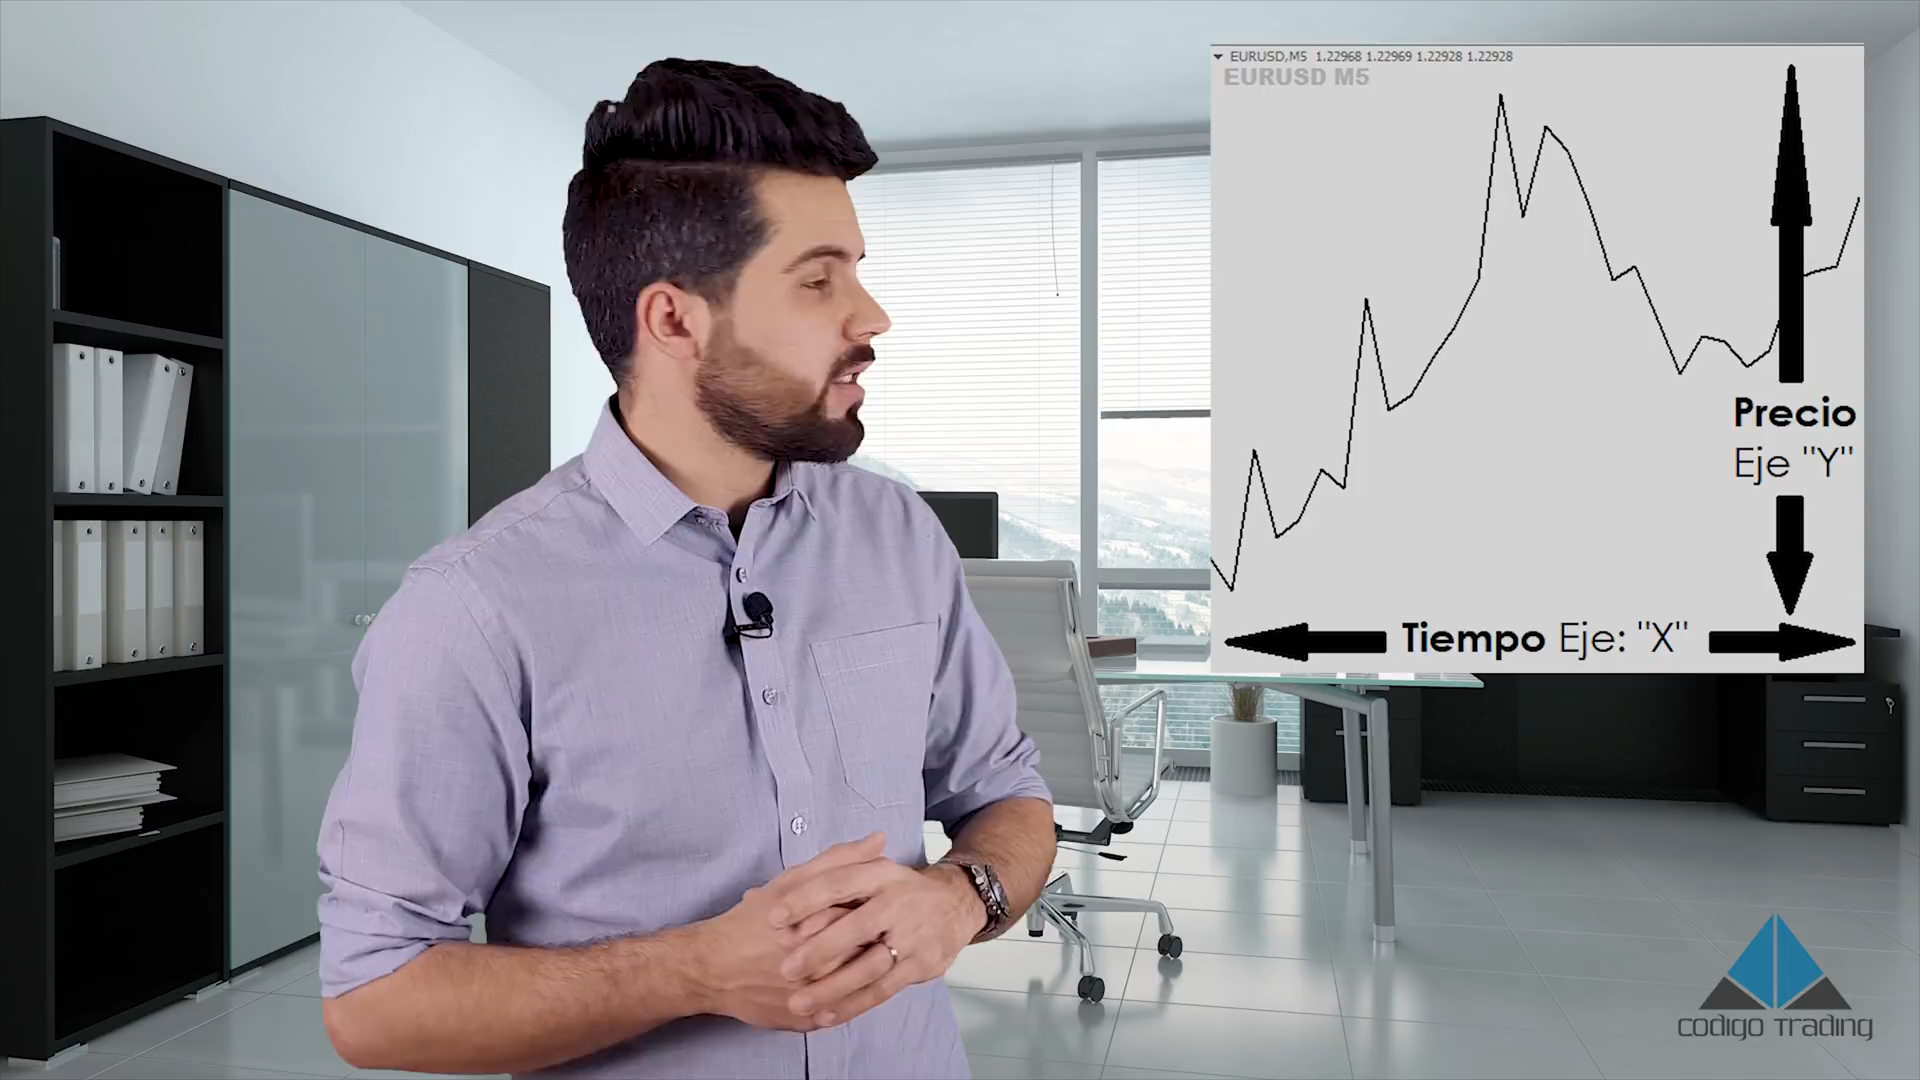 EURUSD,M5 1.22968 1.22969 1.22928 1.22928
EURUSD M5
Precio
Eje "Y"
Tiempo Eje: "X"
codigo Trading